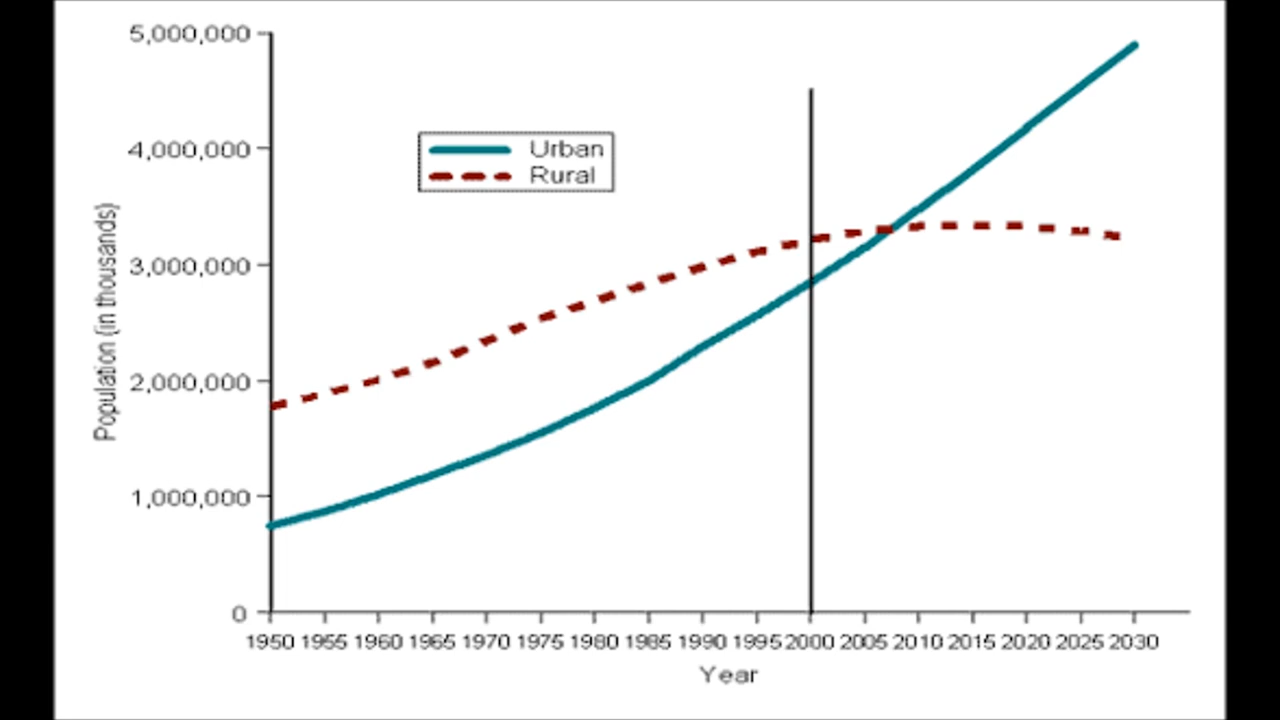 5,000,000
4,000,000
3,000,000
2,000,000
1,000,000
0
Population (in thousands)
Urban
Rural
1950 1955 1960 1965 1970 1975 1980 1985 1990 1995 2000 2005 2010 2015 2020 2025 2030
Year